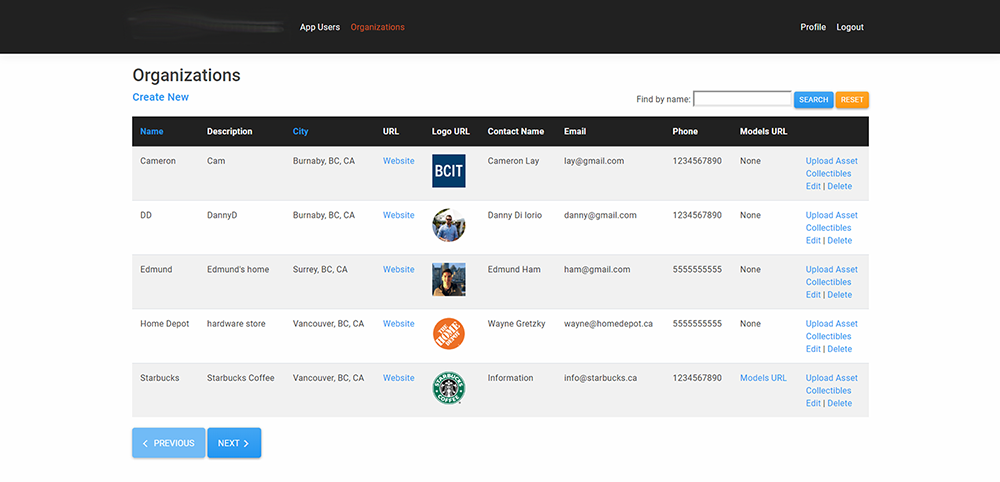 App Users Organizations Profile Logout
Organizations
Create New
Find by name: SEARCH RESET
Name Description City URL Logo URL Contact Name Email Phone Models URL
Cameron Cam Burnaby, BC, CA Website BCIT Cameron Lay lay@gmail.com 1234567890 None Upload Asset
Collectibles
Edit | Delete
DD DannyD Burnaby, BC, CA Website Danny Di Iorio danny@gmail.com 1234567890 None Upload Asset
Collectibles
Edit | Delete
Edmund Edmund's home Surrey, BC, CA Website Edmund Ham ham@gmail.com 5555555555 None Upload Asset
Collectibles
Edit | Delete
Home Depot hardware store Vancouver, BC, CA Website THE HOME DEPOT Wayne Gretzky wayne@homedepot.ca 5555555555 None Upload Asset
Collectibles
Edit | Delete
Starbucks Starbucks Coffee Vancouver, BC, CA Website STARBUCKS COFFEE Information info@starbucks.ca 1234567890 Models URL Upload Asset
Collectibles
Edit | Delete
PREVIOUS NEXT